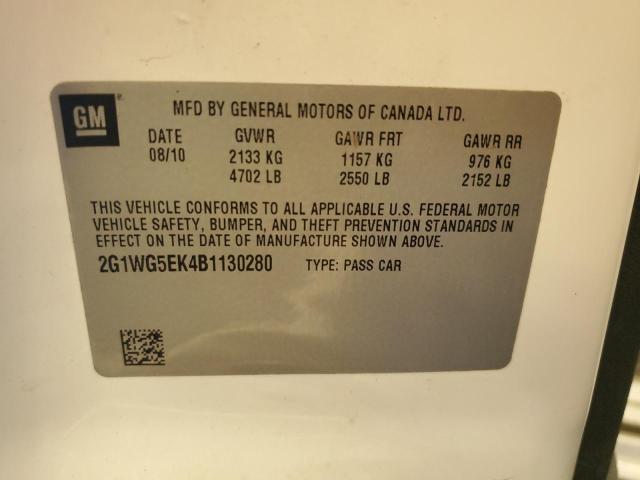 GM
MFD BY GENERAL MOTORS OF CANADA LTD.
DATE GVWR GAWR FRT GAWR RR
08/10 2133 KG 1157 KG 976 KG
4702 LB 2550 LB 2152 LB
THIS VEHICLE CONFORMS TO ALL APPLICABLE U.S. FEDERAL MOTOR
VEHICLE SAFETY, BUMPER, AND THEFT PREVENTION STANDARDS IN
EFFECT ON THE DATE OF MANUFACTURE SHOWN ABOVE.
2G1WG5EK4B1130280 TYPE: PASS CAR